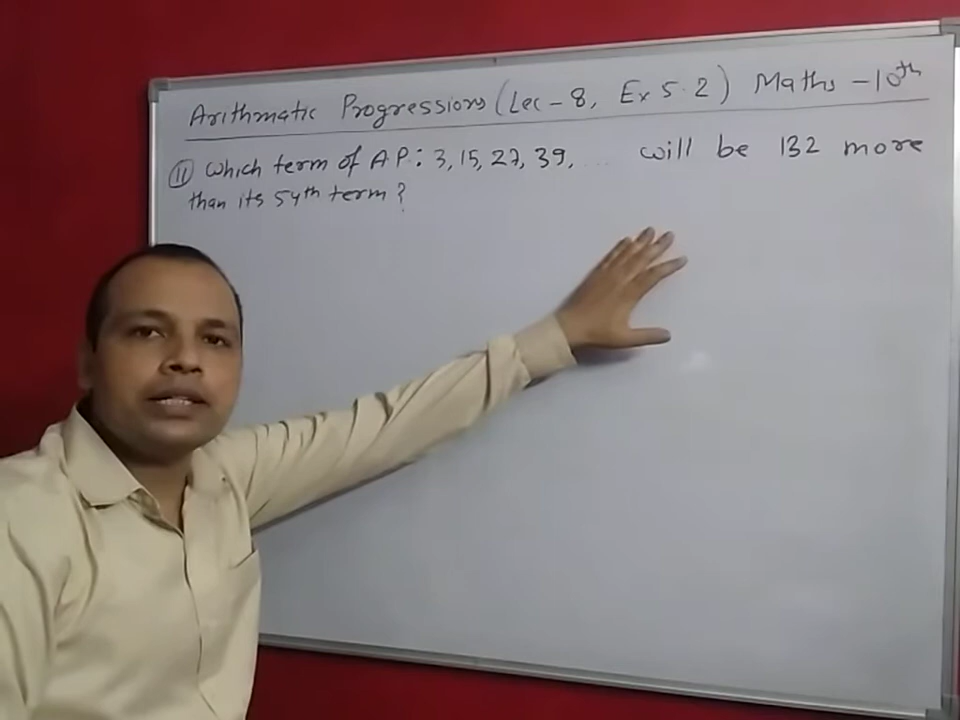 Arithmatic Progressions (Lec-8, Ex 5.2) Maths-10th
11 Which term of AP: 3, 15, 27, 39, .... will be 132 more
than its 54th term?